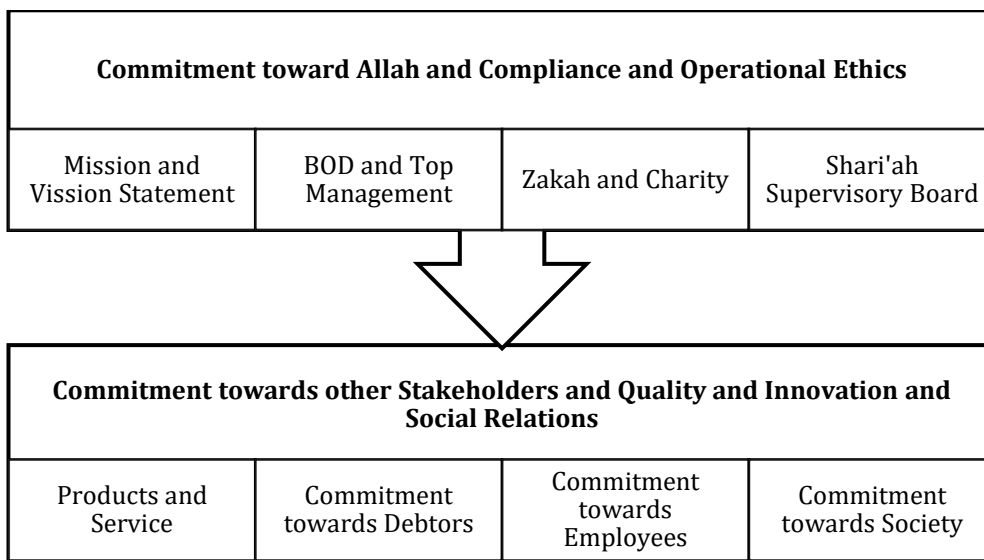 Commitment toward Allah and Compliance and Operational Ethics
Mission and
Vission Statement
BOD and Top
Management
Zakah and Charity
Shari'ah
Supervisory Board
Commitment towards other Stakeholders and Quality and Innovation and
Social Relations
Products and
Service
Commitment
towards Debtors
Commitment
towards
Employees
Commitment
towards Society